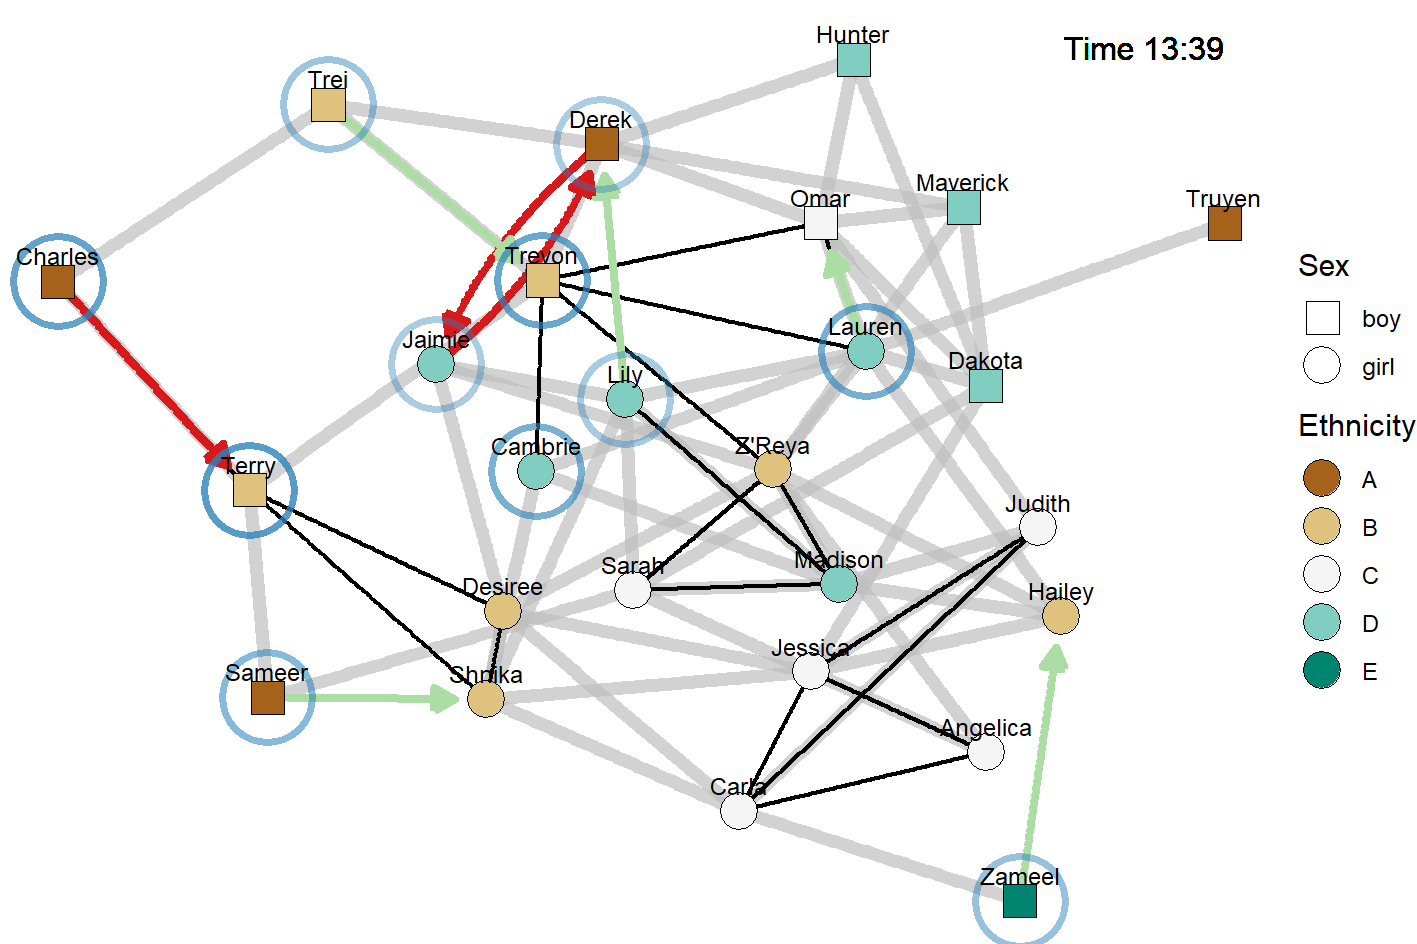 Hunter
Time 13:39
Trei
Derek
Maverick
Omar
Truyen
Charles
Trevon
Sex
boy
girl
Jaimie
Lauren
Dakota
Lily
Ethnicity
A
B
C
D
E
Cambrie
Z'Reya
Terry
Judith
Sarah
Madison
Desiree
Hailey
Jessica
Sameer
Shnika
Angelica
Carla
Zameel